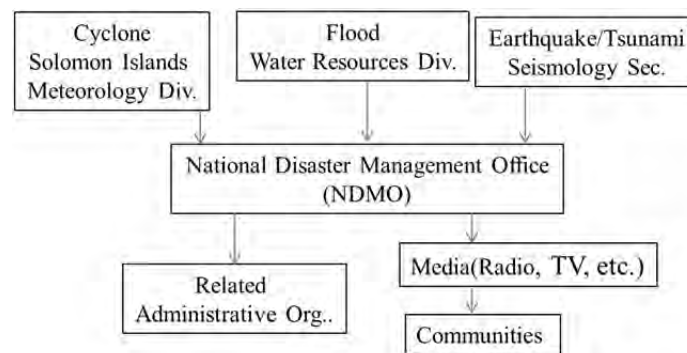 Cyclone
Solomon Islands
Meteorology Div.
Flood
Water Resources Div.
Earthquake/Tsunami
Seismology Sec.
National Disaster Management Office
(NDMO)
Related
Administrative Org..
Media(Radio, TV, etc.)
Communities